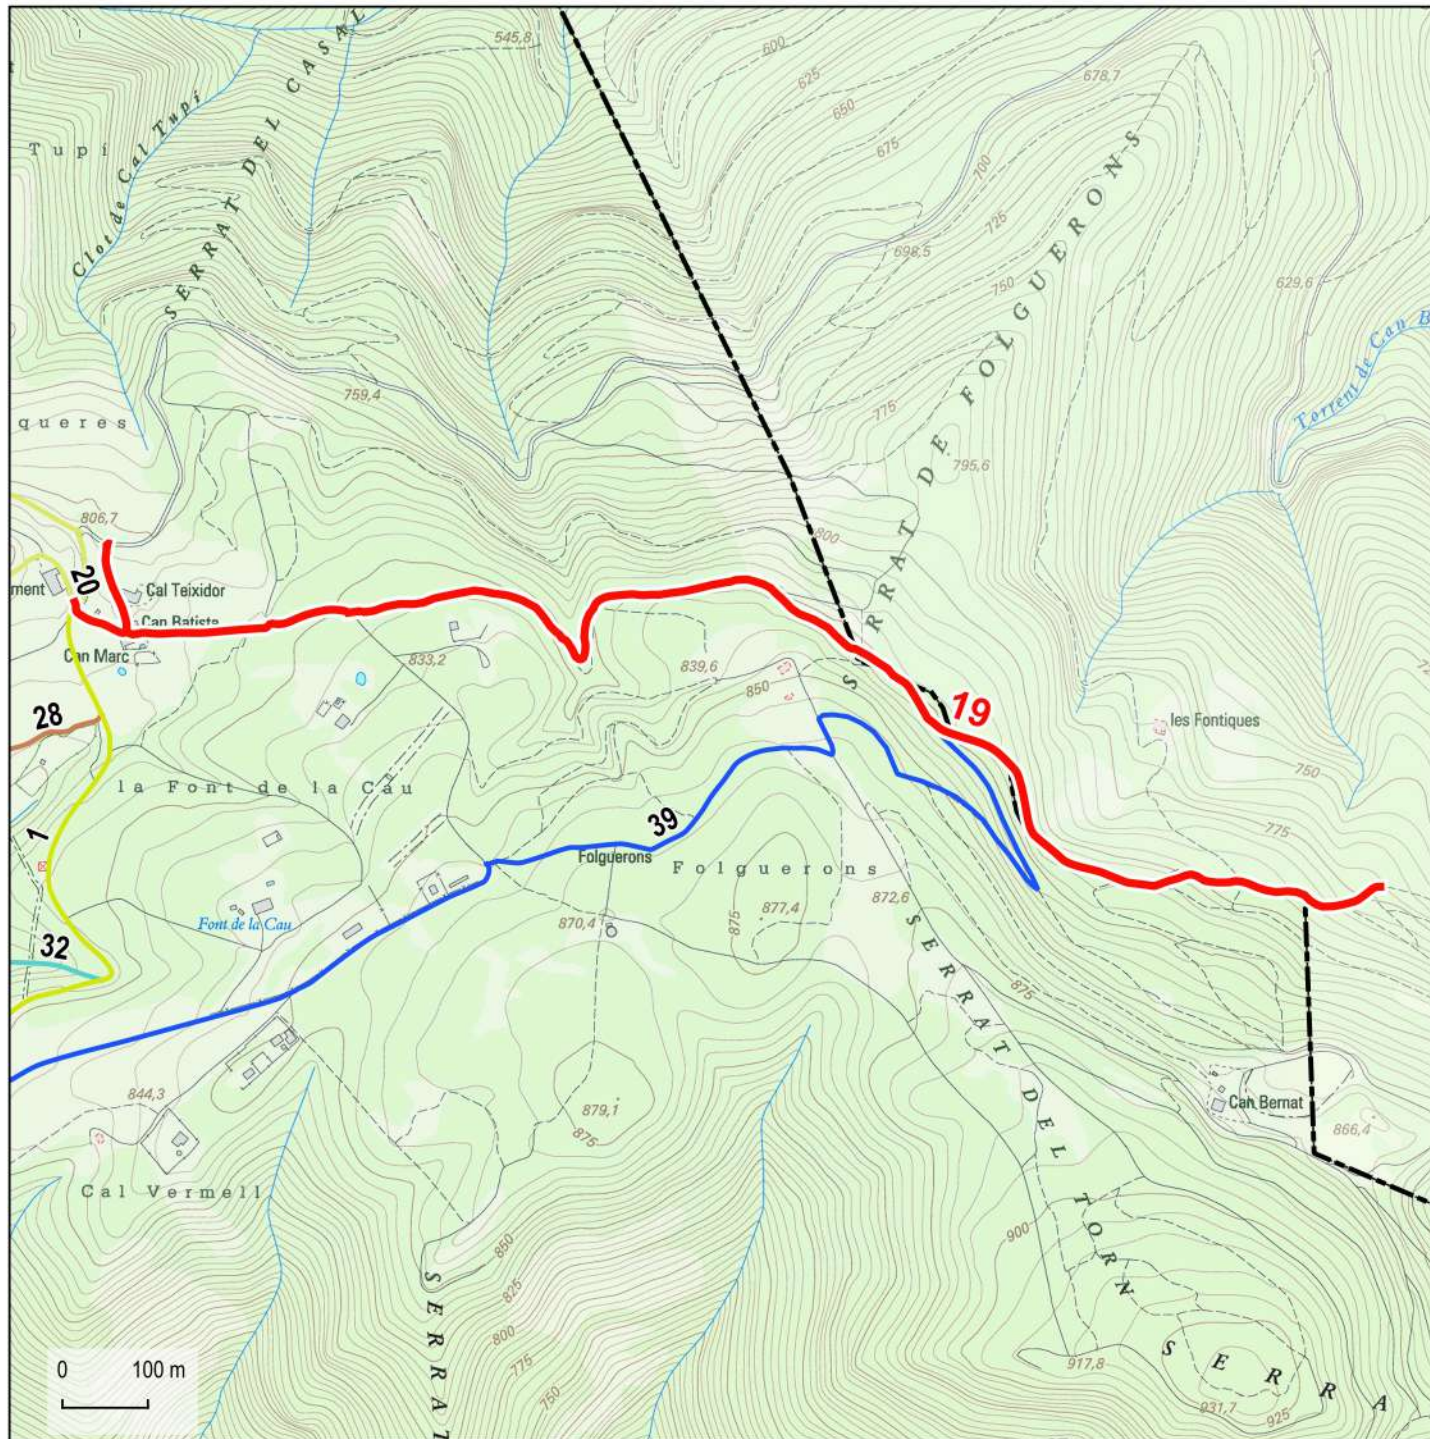 545,8
SERRAT DEL CASAL
600
625
650
678,7
Clot de Cal Tupí
Tupí
675
700
SERRAT DE FOLGUERONS
725
698,5
750
629,6
Torrent de Can B
759,4
775
queres
795,6
806,7
800
20
ment
Cal Teixidor
Can Batista
Can Marc
833,2
839,6
850
19
28
les Fontiques
750
la Font de la Cau
1
39
775
Folguerons
Folguerons
872,6
875
877,4
Font de la Cau
870,4
32
SERRAT DEL TORN
875
844,3
879,1
875
Can Bernat
866,4
Cal Vermell
900
850
825
SERRAT
800
775
750
917,8
SERRA
931,7
925
0 100 m